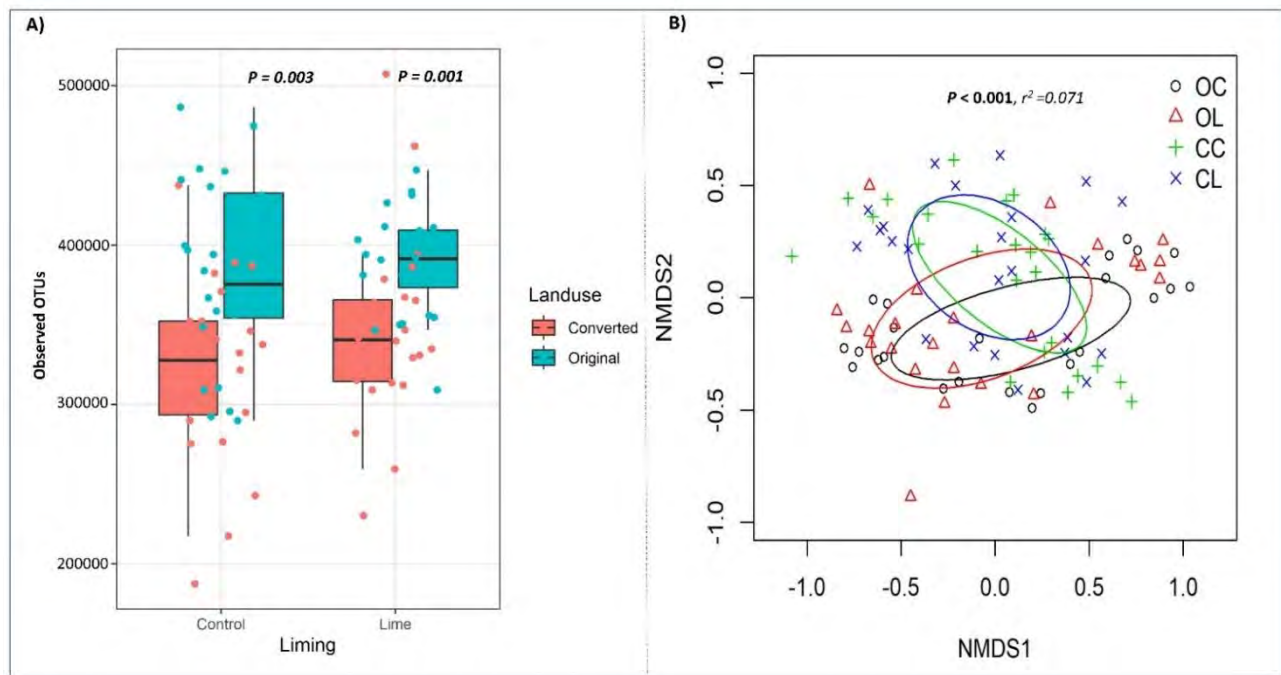 A)
P = 0.003
P = 0.001
500000
400000
300000
200000
Observed OTUs
Control
Lime
Liming
Landuse
Converted
Original
B)
P < 0.001, r² =0.071
OC
OL
CC
CL
1.0
0.5
0.0
-0.5
-1.0
NMDS2
-1.0
-0.5
0.0
0.5
1.0
NMDS1